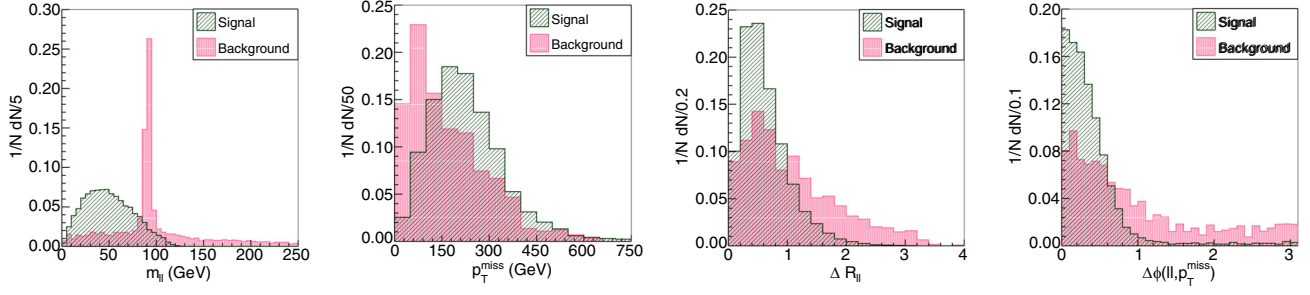 0.30
0.25
0.20
0.15
0.10
0.05
0.00
1/N dN/5
Signal
Background
0 50 100 150 200 250
m_ll (GeV)
0.25
0.20
0.15
0.10
0.05
0.00
1/N dN/50
Signal
Background
0 150 300 450 600 750
p_T^miss (GeV)
0.25
0.20
0.15
0.10
0.05
0.00
1/N dN/0.2
Signal
Background
0 1 2 3 4
Δ R_ll
0.20
0.16
0.12
0.08
0.04
0.00
1/N dN/0.1
Signal
Background
0 1 2 3
Δϕ(ll,p_T^miss)